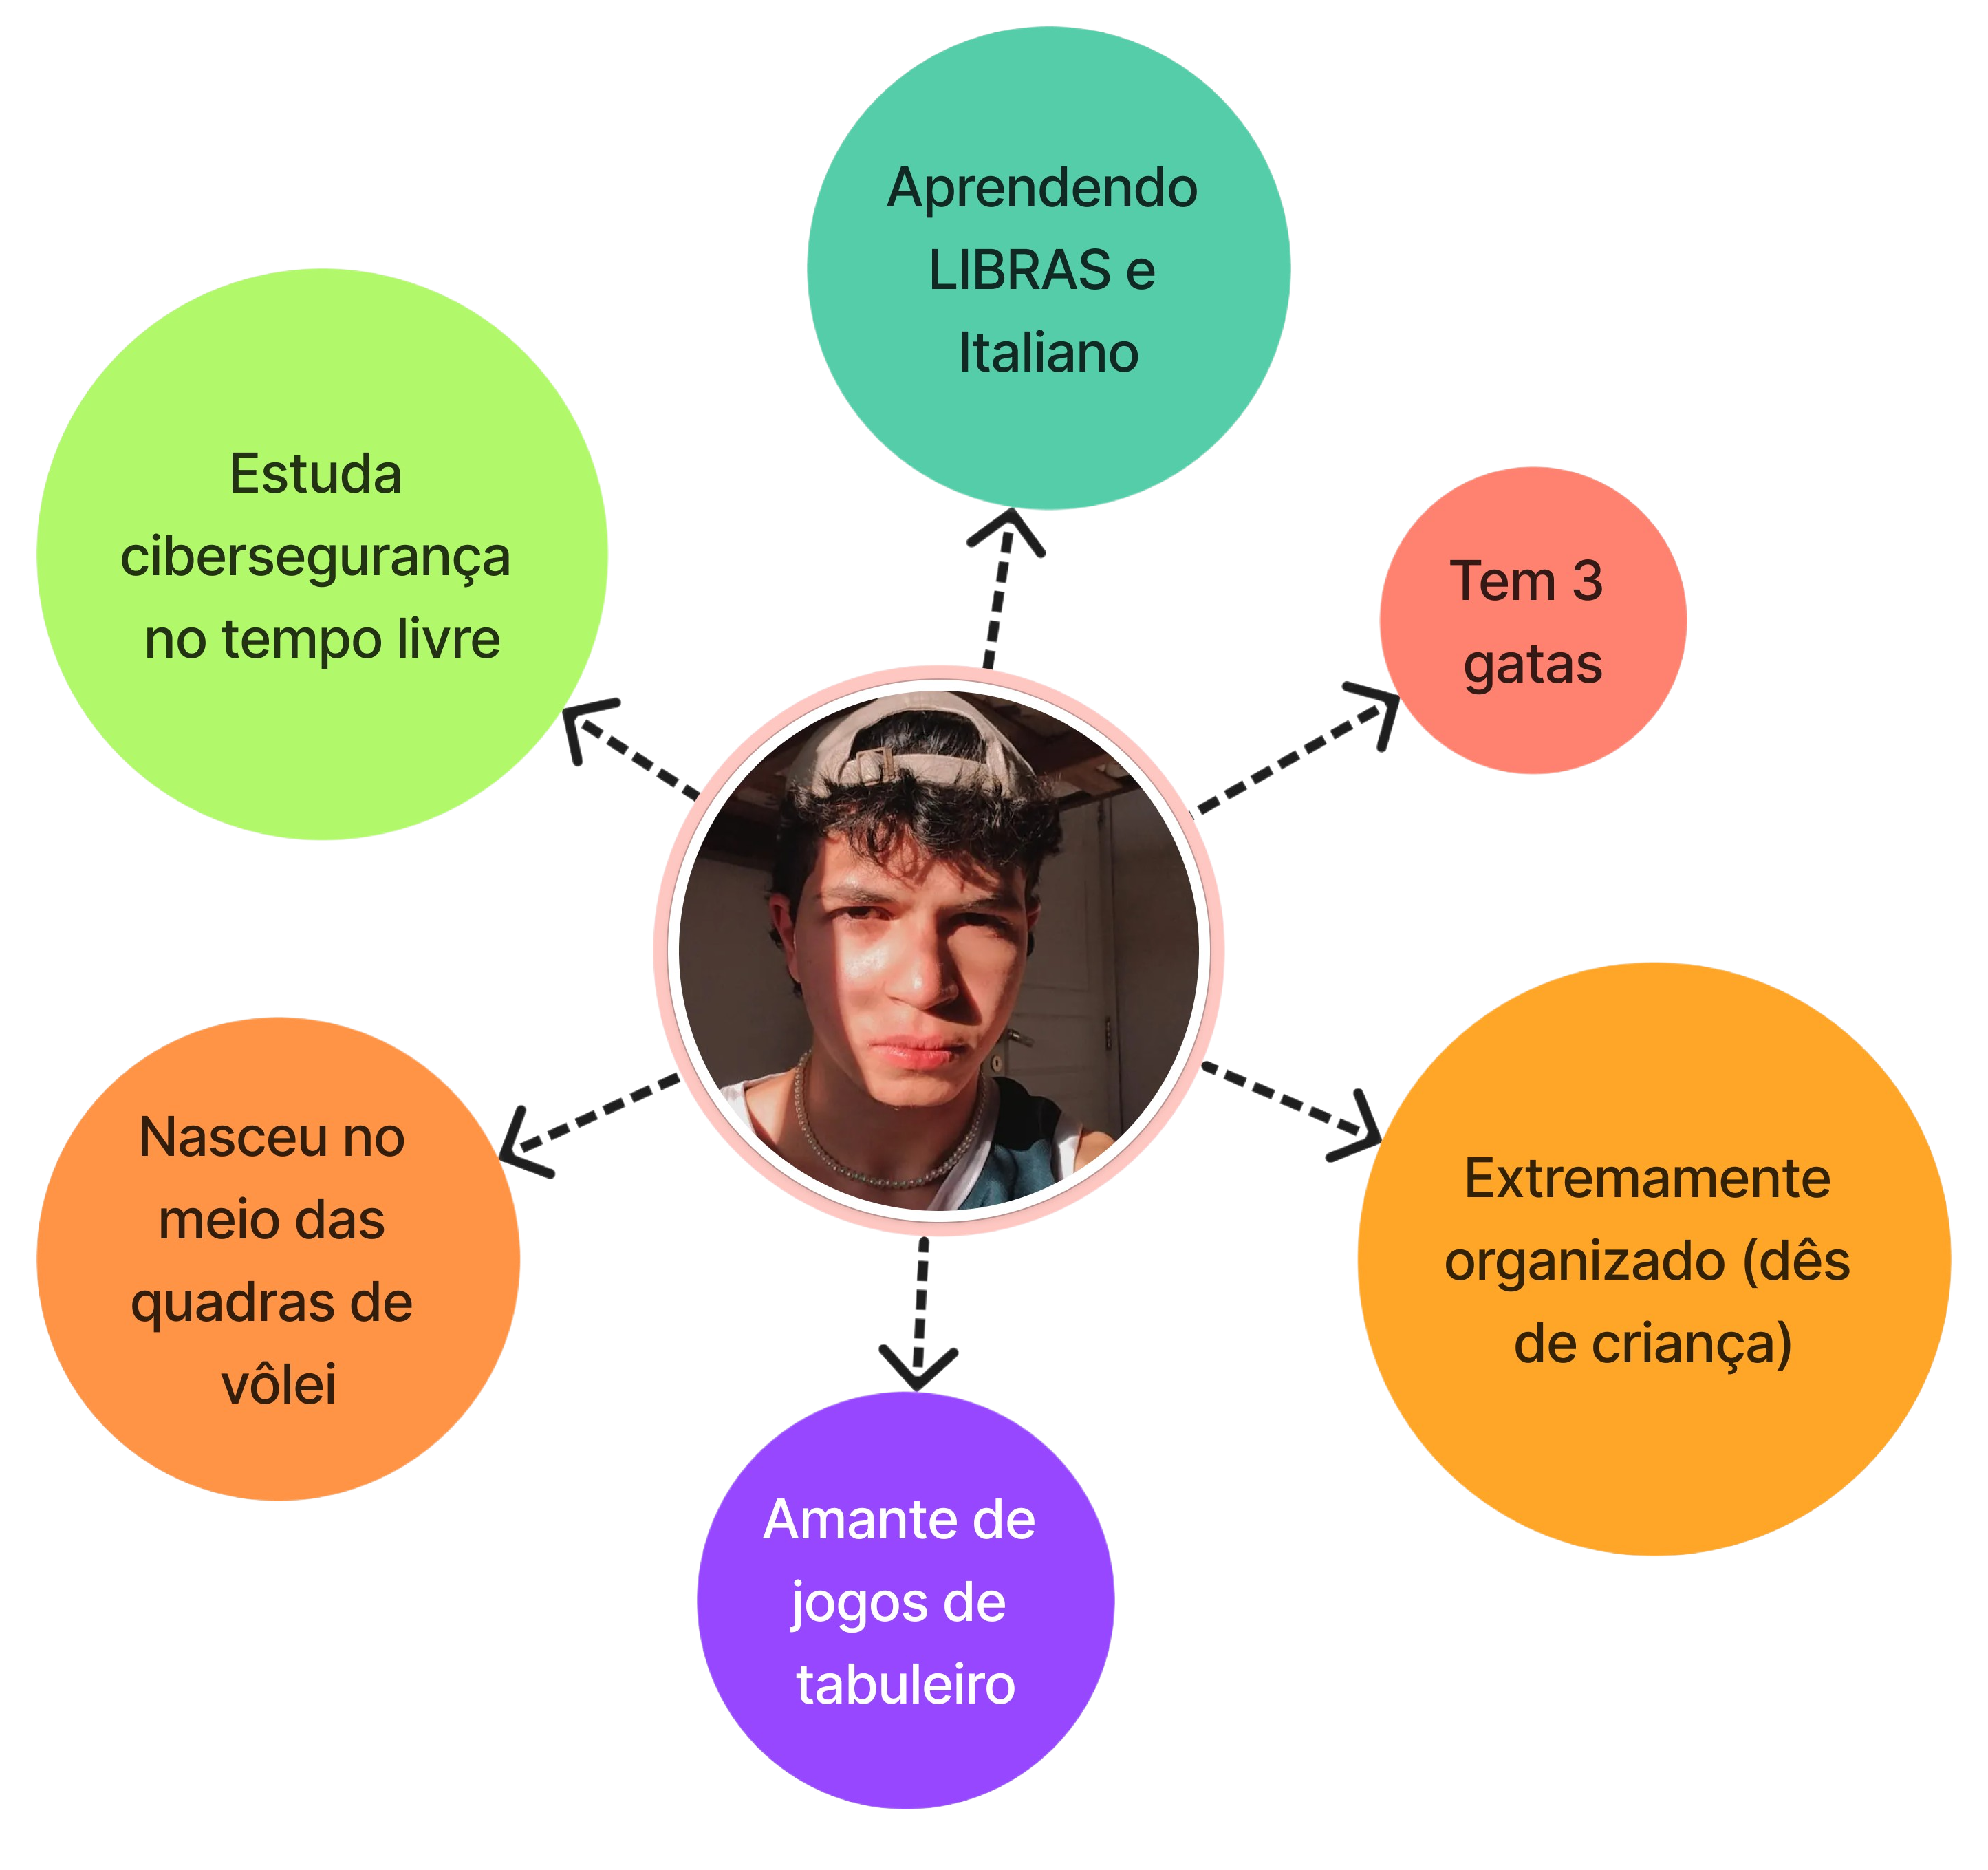 Aprendendo
LIBRAS e
Italiano
Estuda
cibersegurança
no tempo livre
Tem 3
gatas
Nasceu no
meio das
quadras de
vôlei
Extremamente
organizado (dês
de criança)
Amante de
jogos de
tabuleiro